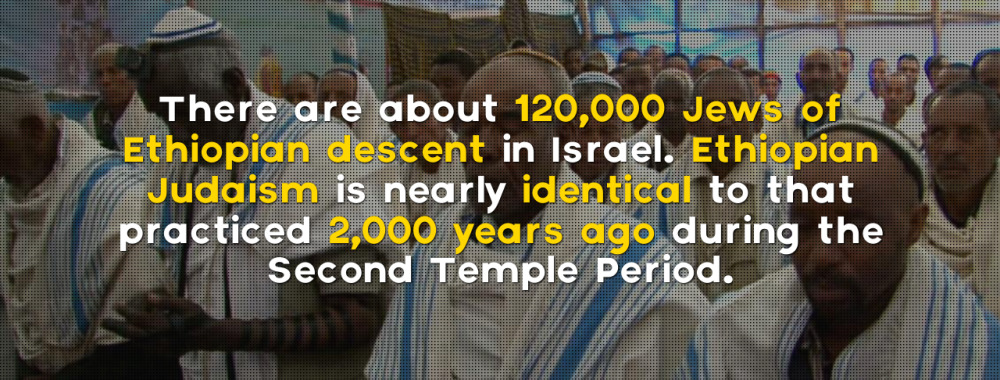 There are about 120,000 Jews of
Ethiopian descent in Israel. Ethiopian
Judaism is nearly identical to that
practiced 2,000 years ago during the
Second Temple Period.